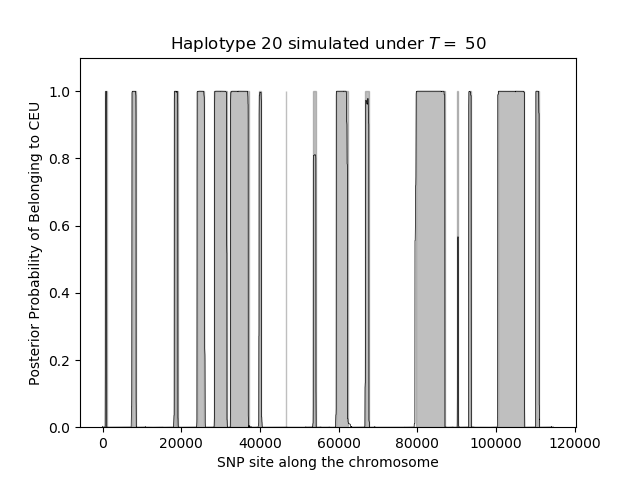 Haplotype 20 simulated under T = 50
Posterior Probability of Belonging to CEU
1.0
0.8
0.6
0.4
0.2
0.0
0 20000 40000 60000 80000 100000 120000
SNP site along the chromosome